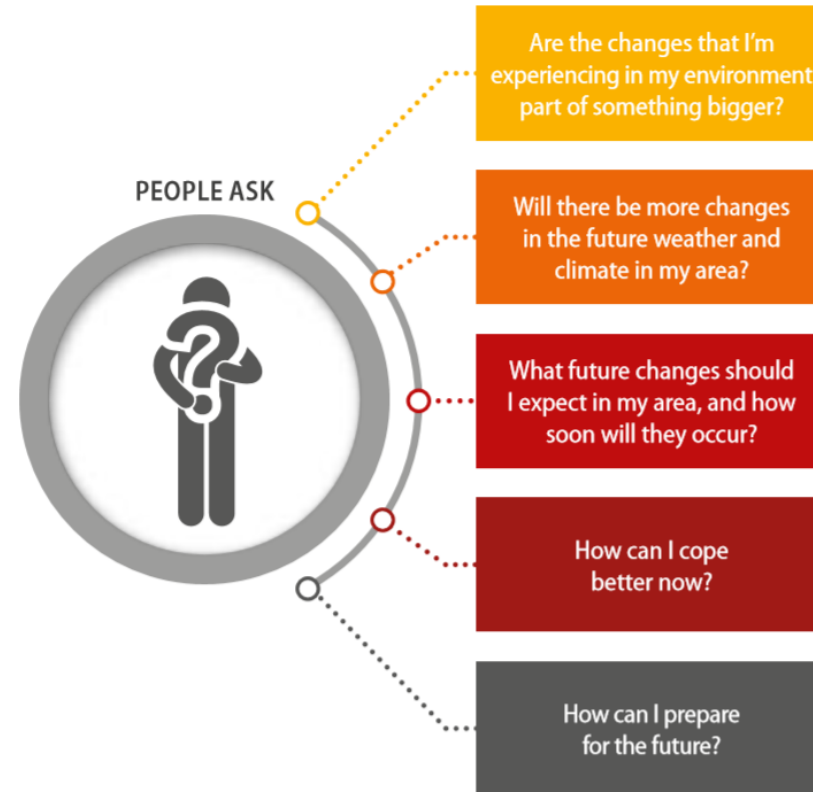 PEOPLE ASK
Are the changes that I'm
experiencing in my environment
part of something bigger?
Will there be more changes
in the future weather and
climate in my area?
What future changes should
I expect in my area, and how
soon will they occur?
How can I cope
better now?
How can I prepare
for the future?